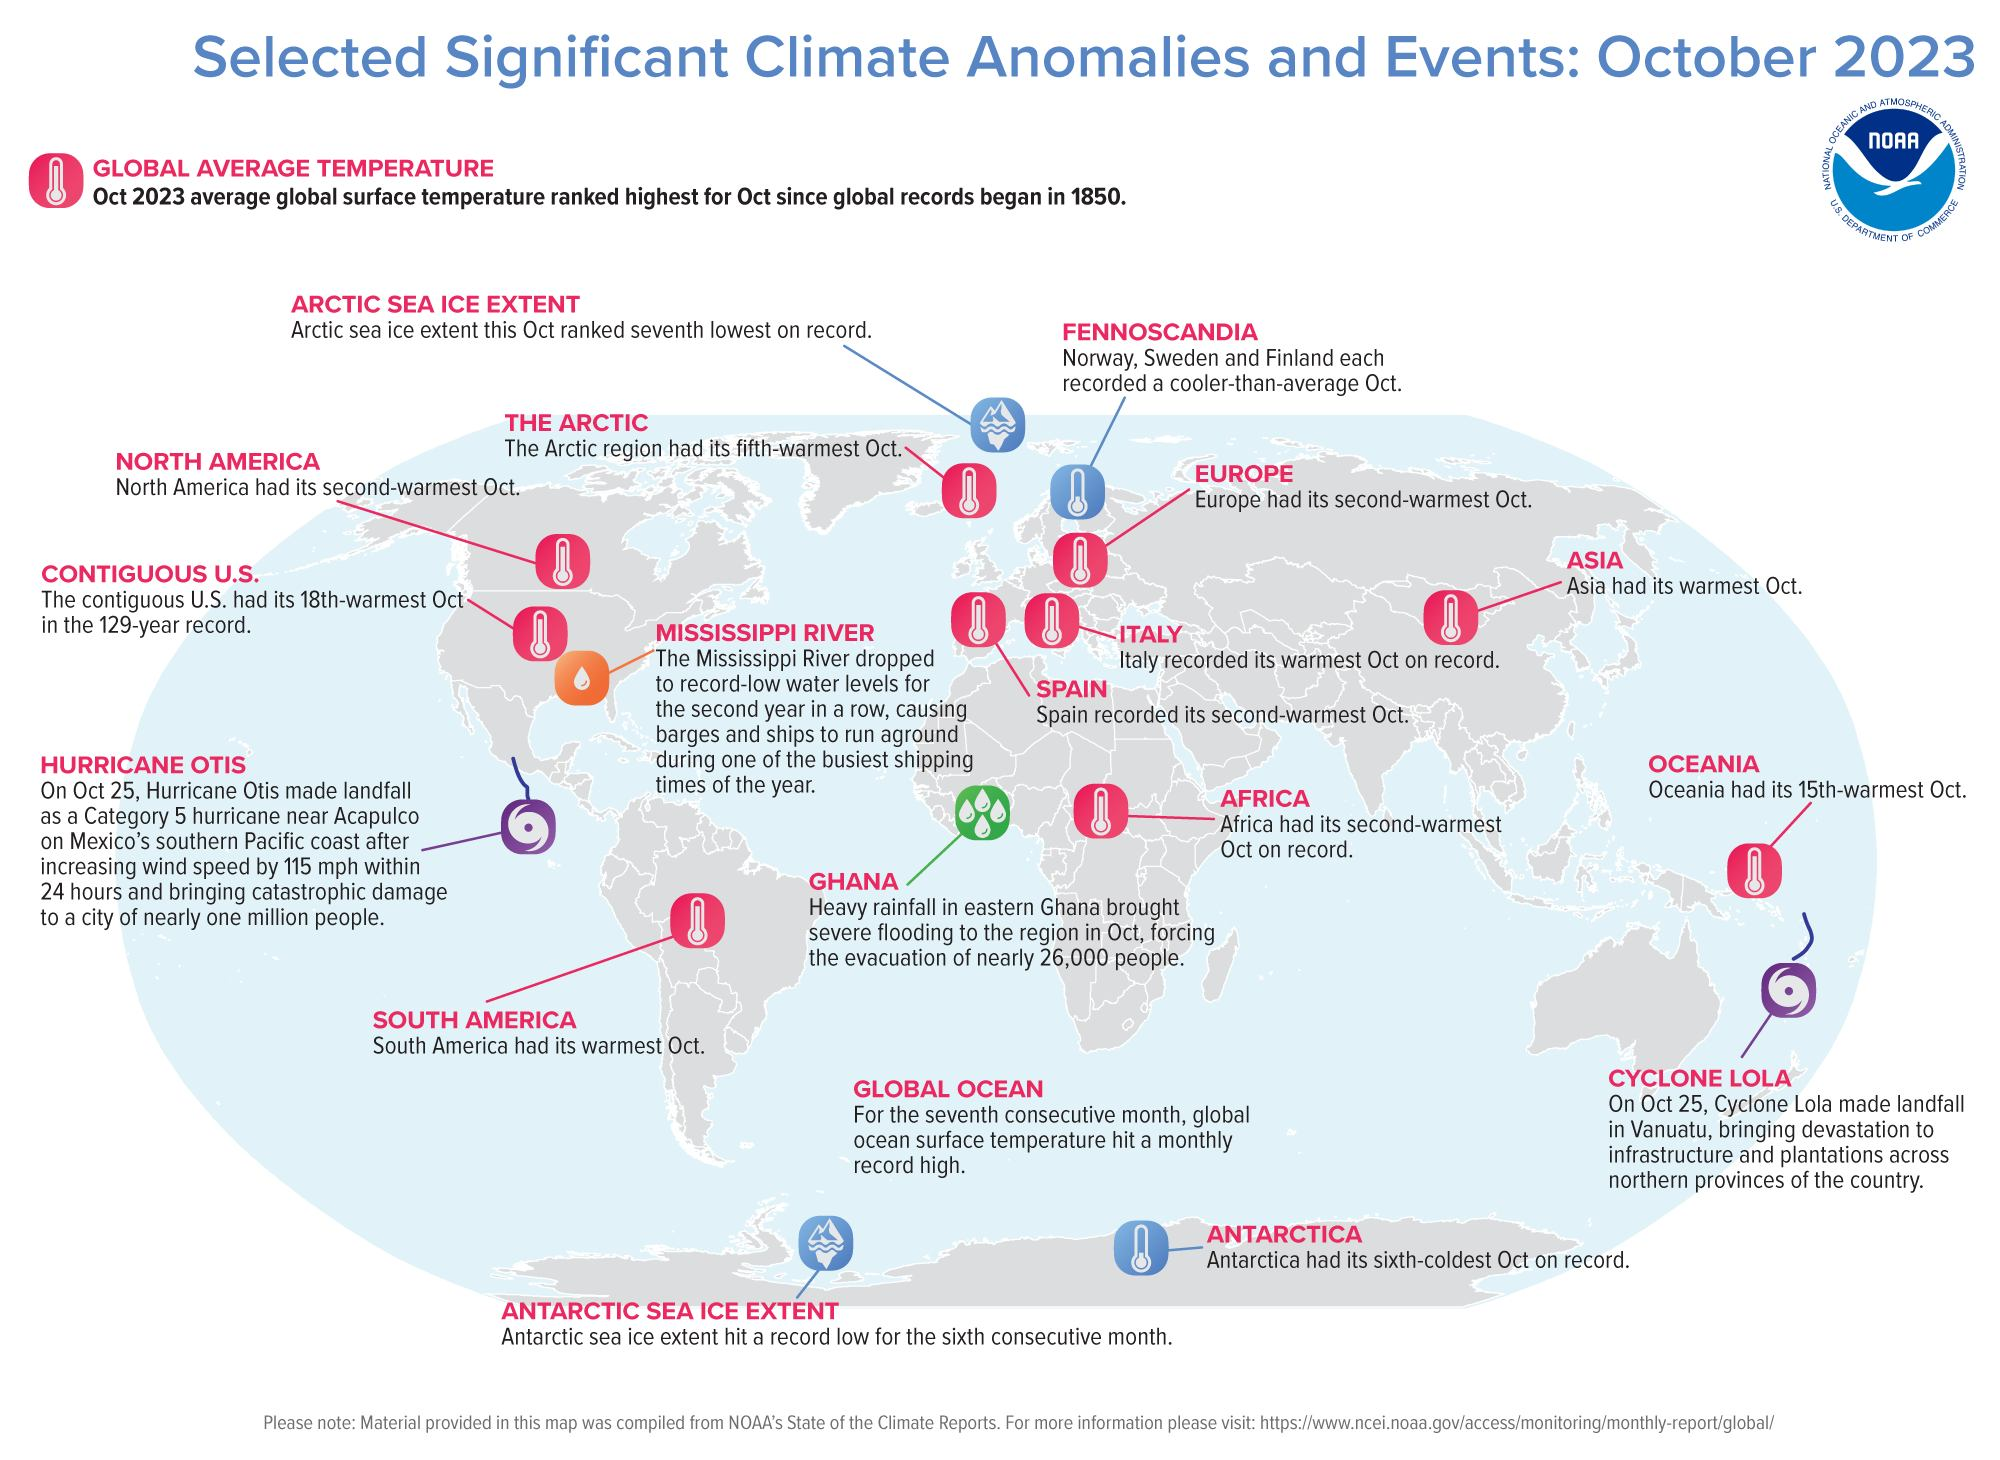 Selected Significant Climate Anomalies and Events: October 2023
NATIONAL OCEANIC AND ATMOSPHERIC ADMINISTRATION
NOAA
U.S. DEPARTMENT OF COMMERCE
GLOBAL AVERAGE TEMPERATURE
Oct 2023 average global surface temperature ranked highest for Oct since global records began in 1850.
ARCTIC SEA ICE EXTENT
Arctic sea ice extent this Oct ranked seventh lowest on record.
FENNOSCANDIA
Norway, Sweden and Finland each
recorded a cooler-than-average Oct.
THE ARCTIC
The Arctic region had its fifth-warmest Oct.
NORTH AMERICA
North America had its second-warmest Oct.
EUROPE
Europe had its second-warmest Oct.
ASIA
Asia had its warmest Oct.
CONTIGUOUS U.S.
The contiguous U.S. had its 18th-warmest Oct
in the 129-year record.
MISSISSIPPI RIVER
The Mississippi River dropped
to record-low water levels for
the second year in a row, causing
barges and ships to run aground
during one of the busiest shipping
times of the year.
ITALY
Italy recorded its warmest Oct on record.
SPAIN
Spain recorded its second-warmest Oct.
HURRICANE OTIS
On Oct 25, Hurricane Otis made landfall
as a Category 5 hurricane near Acapulco
on Mexico's southern Pacific coast after
increasing wind speed by 115 mph within
24 hours and bringing catastrophic damage
to a city of nearly one million people.
OCEANIA
Oceania had its 15th-warmest Oct.
AFRICA
Africa had its second-warmest
Oct on record.
GHANA
Heavy rainfall in eastern Ghana brought
severe flooding to the region in Oct, forcing
the evacuation of nearly 26,000 people.
SOUTH AMERICA
South America had its warmest Oct.
GLOBAL OCEAN
For the seventh consecutive month, global
ocean surface temperature hit a monthly
record high.
CYCLONE LOLA
On Oct 25, Cyclone Lola made landfall
in Vanuatu, bringing devastation to
infrastructure and plantations across
northern provinces of the country.
ANTARCTICA
Antarctica had its sixth-coldest Oct on record.
ANTARCTIC SEA ICE EXTENT
Antarctic sea ice extent hit a record low for the sixth consecutive month.
Please note: Material provided in this map was compiled from NOAA's State of the Climate Reports. For more information please visit: https://www.ncei.noaa.gov/access/monitoring/monthly-report/global/